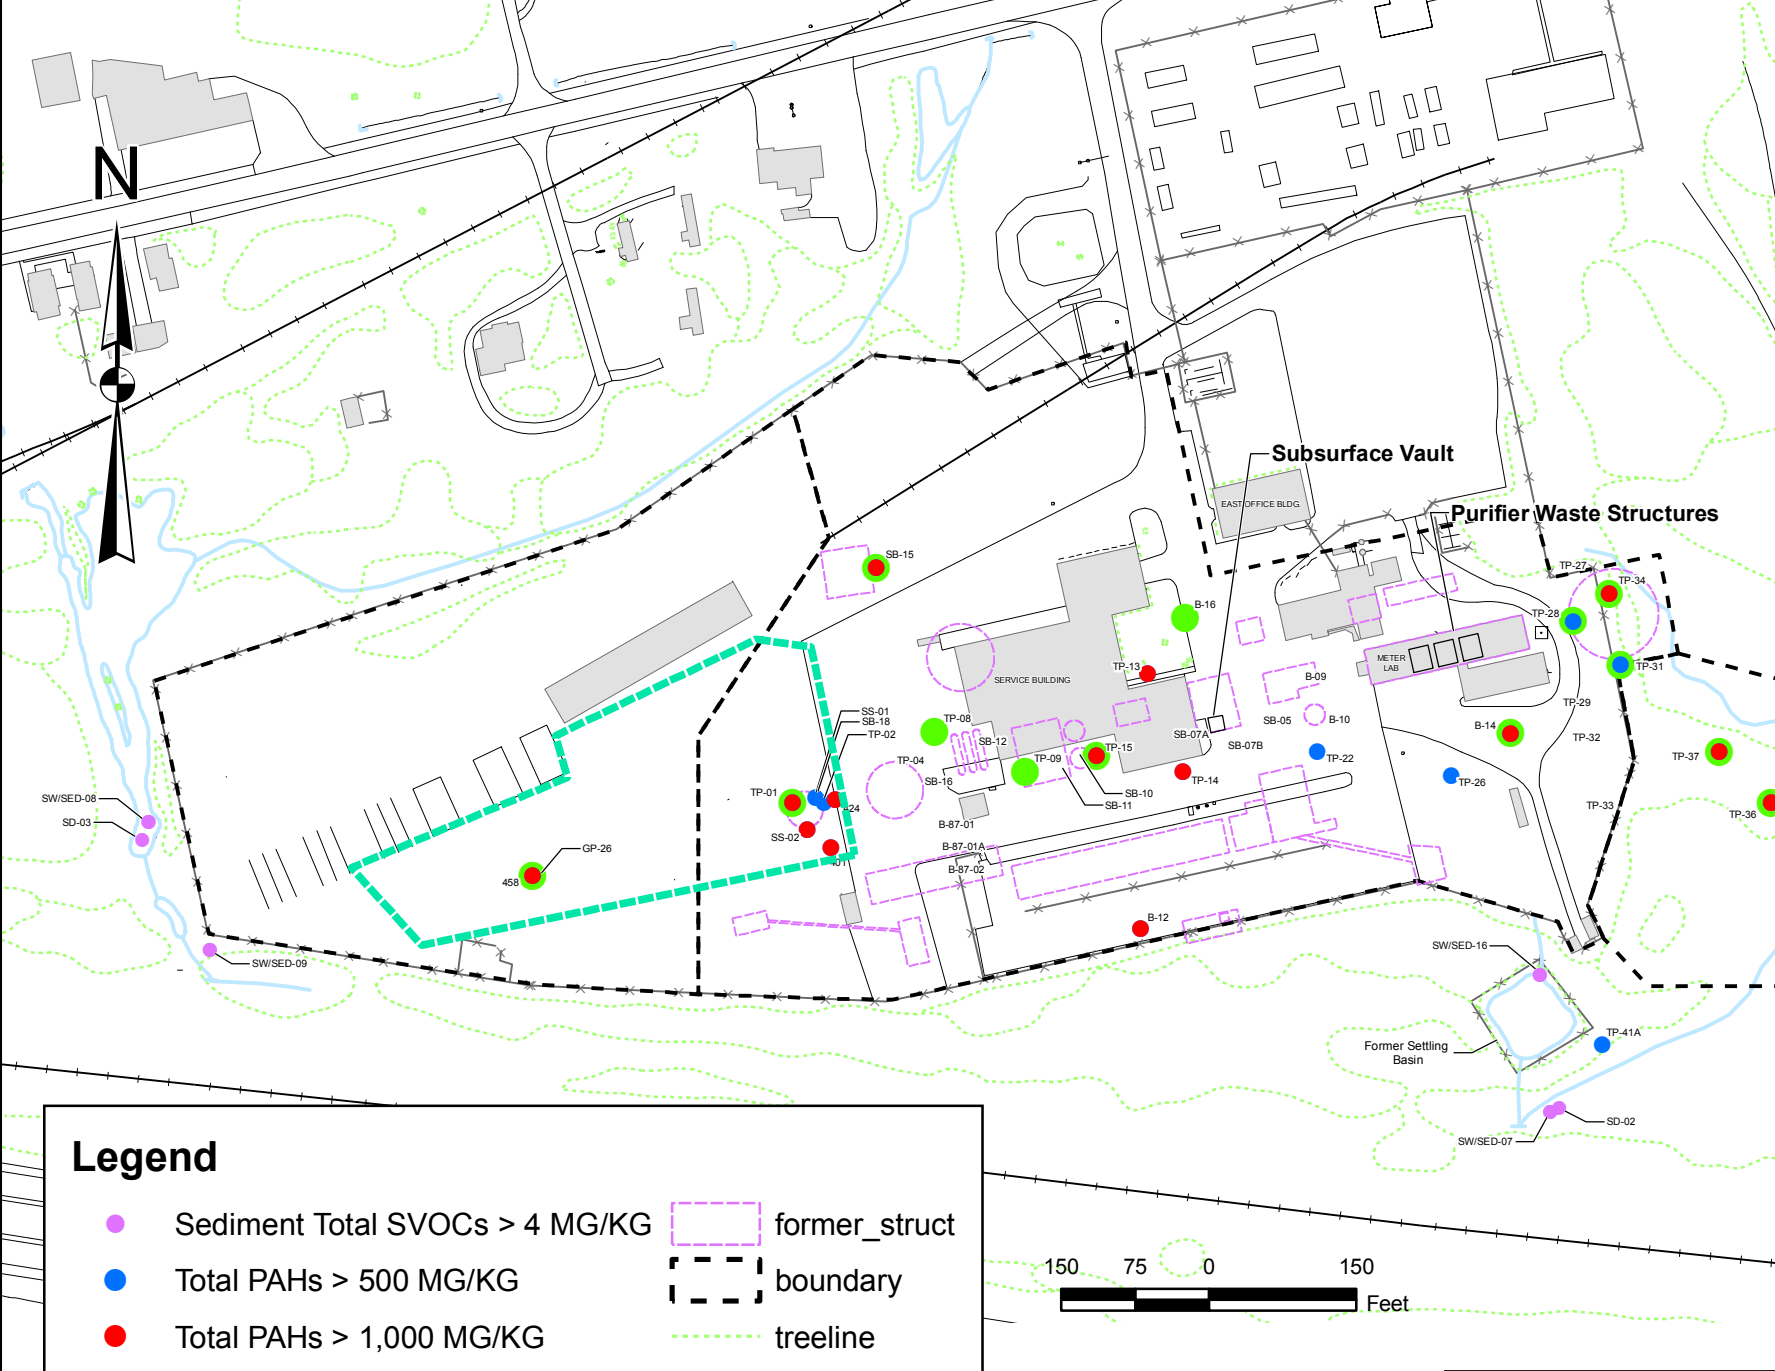 N
Subsurface Vault
EAST OFFICE BLDG.
Purifier Waste Structures
SB-15
TP-27
TP-34
B-16
TP-28
METER
LAB
TP-13
TP-31
SERVICE BUILDING
B-09
TP-29
SS-01
SB-18
TP-02
TP-08
SB-12
SB-05
B-10
B-14
TP-32
SB-07A
SB-07B
TP-15
TP-09
TP-22
TP-37
TP-04
SB-16
TP-14
TP-26
TP-01
SB-10
SB-11
SW/SED-08
SD-03
TP-33
TP-36
SS-02
B-87-01
B-87-01A
B-87-02
GP-26
458
B-12
SW/SED-09
SW/SED-16
TP-41A
Former Settling
Basin
SD-02
SW/SED-07
Legend
Sediment Total SVOCs > 4 MG/KG
former_struct
Total PAHs > 500 MG/KG
boundary
Total PAHs > 1,000 MG/KG
treeline
150 75 0 150
Feet